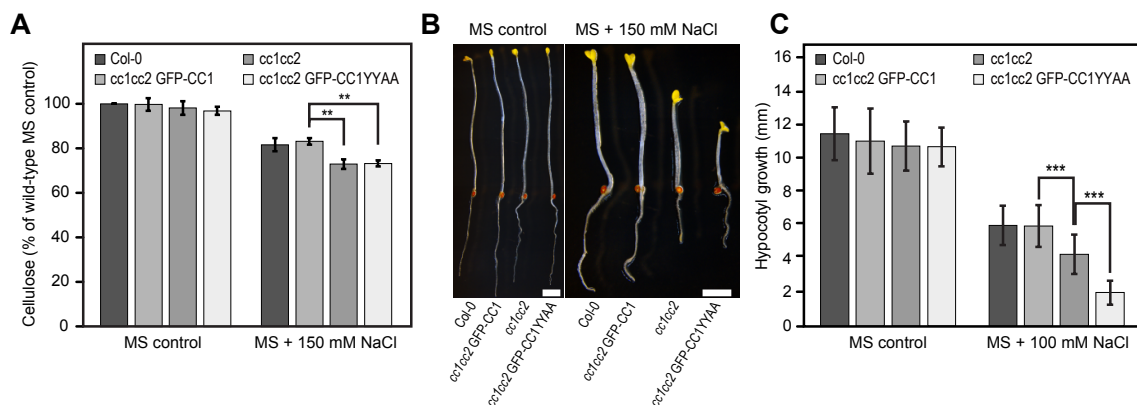 A
Col-0
cc1cc2
cc1cc2 GFP-CC1
cc1cc2 GFP-CC1YYAA
Cellulose (% of wild-type MS control)
100
80
60
40
20
0
**
**
MS control
MS + 150 mM NaCl
B
MS control
MS + 150 mM NaCl
Col-0
cc1cc2 GFP-CC1
cc1cc2
cc1cc2 GFP-CC1YYAA
Col-0
cc1cc2 GFP-CC1
cc1cc2
cc1cc2 GFP-CC1YYAA
C
Col-0
cc1cc2
cc1cc2 GFP-CC1
cc1cc2 GFP-CC1YYAA
Hypocotyl growth (mm)
16
14
12
10
8
6
4
2
0
***
***
MS control
MS + 100 mM NaCl